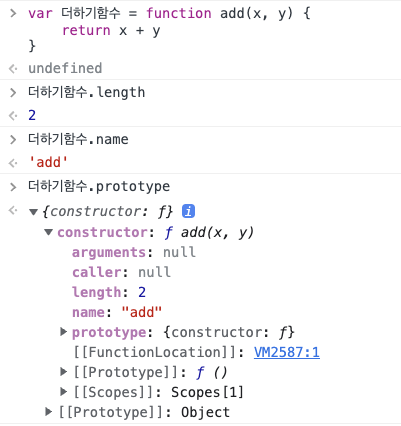 > var 더하기함수 = function add(x, y) {
return x + y
}
undefined
> 더하기함수.length
2
> 더하기함수.name
'add'
> 더하기함수.prototype
▼{constructor: ƒ} i
▼constructor: ƒ add(x, y)
arguments: null
caller: null
length: 2
name: "add"
▶prototype: {constructor: ƒ}
[[FunctionLocation]]: VM2587:1
▶[[Prototype]]: ƒ ()
▶[[Scopes]]: Scopes[1]
▶[[Prototype]]: Object